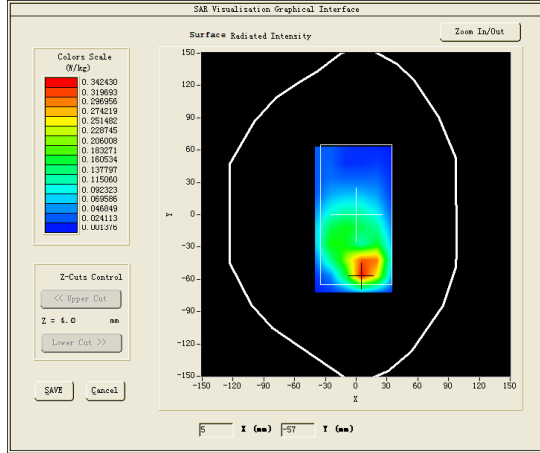 SAR Visualisation Graphical Interface
Surface Radiated Intensity
Zoom In/Out
Colors Scale
(W/kg)
0.342430
0.319693
0.296956
0.274219
0.251482
0.228745
0.206008
0.183271
0.160534
0.137797
0.115060
0.092323
0.069586
0.046849
0.024113
0.001376
150
120
90
60
30
0
-30
-60
-90
-120
-150
Y
-150 -120 -90 -60 -30 0 30 60 90 120 150
X
Z-Cuts Control
<< Upper Cut
Z = 4.0 mm
Lower Cut >>
SAVE
Cancel
5 X (mm) -57 Y (mm)